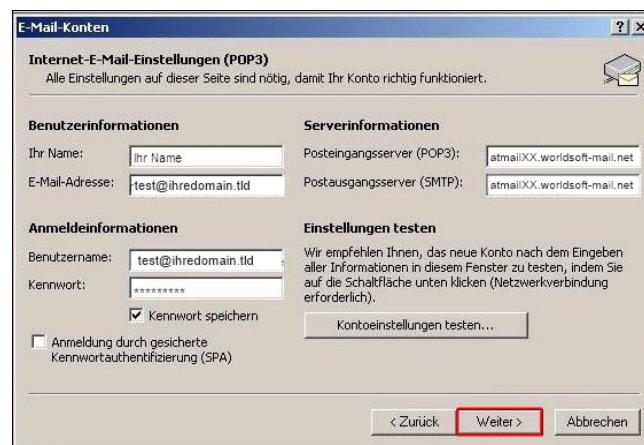 E-Mail-Konten
Internet-E-Mail-Einstellungen (POP3)
Alle Einstellungen auf dieser Seite sind nötig, damit Ihr Konto richtig funktioniert.
Benutzerinformationen
Ihr Name: Ihr Name
E-Mail-Adresse: test@ihredomain.tld
Serverinformationen
Posteingangsserver (POP3): atmailXX.worldsoft-mail.net
Postausgangsserver (SMTP): atmailXX.worldsoft-mail.net
Anmeldeinformationen
Benutzername: test@ihredomain.tld
Kennwort: *********
Kennwort speichern
Anmeldung durch gesicherte
Kennwortauthentifizierung (SPA)
Einstellungen testen
Wir empfehlen Ihnen, das neue Konto nach dem Eingeben
aller Informationen in diesem Fenster zu testen, indem Sie
auf die Schaltfläche unten klicken (Netzwerkverbindung
erforderlich).
Kontoeinstellungen testen...
< Zurück Weiter > Abbrechen